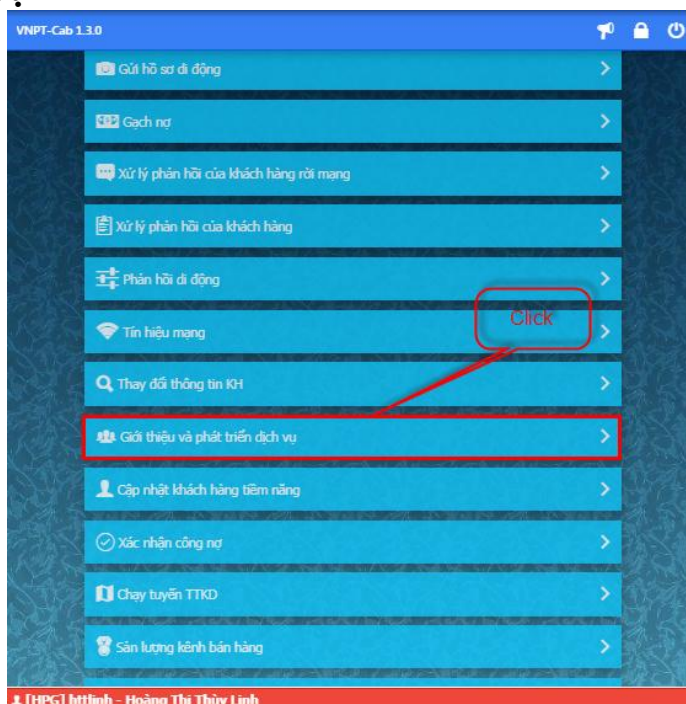 VNPT-Cab 1.3.0
Gửi hồ sơ di động
Gạch nợ
Xử lý phản hồi của khách hàng rời mạng
Xử lý phản hồi của khách hàng
Phản hồi di động
Click
Tín hiệu mạng
Thay đổi thông tin KH
Giới thiệu và phát triển dịch vụ
Cập nhật khách hàng tiềm năng
Xác nhận công nợ
Chạy tuyến TTKD
Sản lượng kênh bán hàng
[HPG] httlinh - Hoàng Thị Thùy Linh